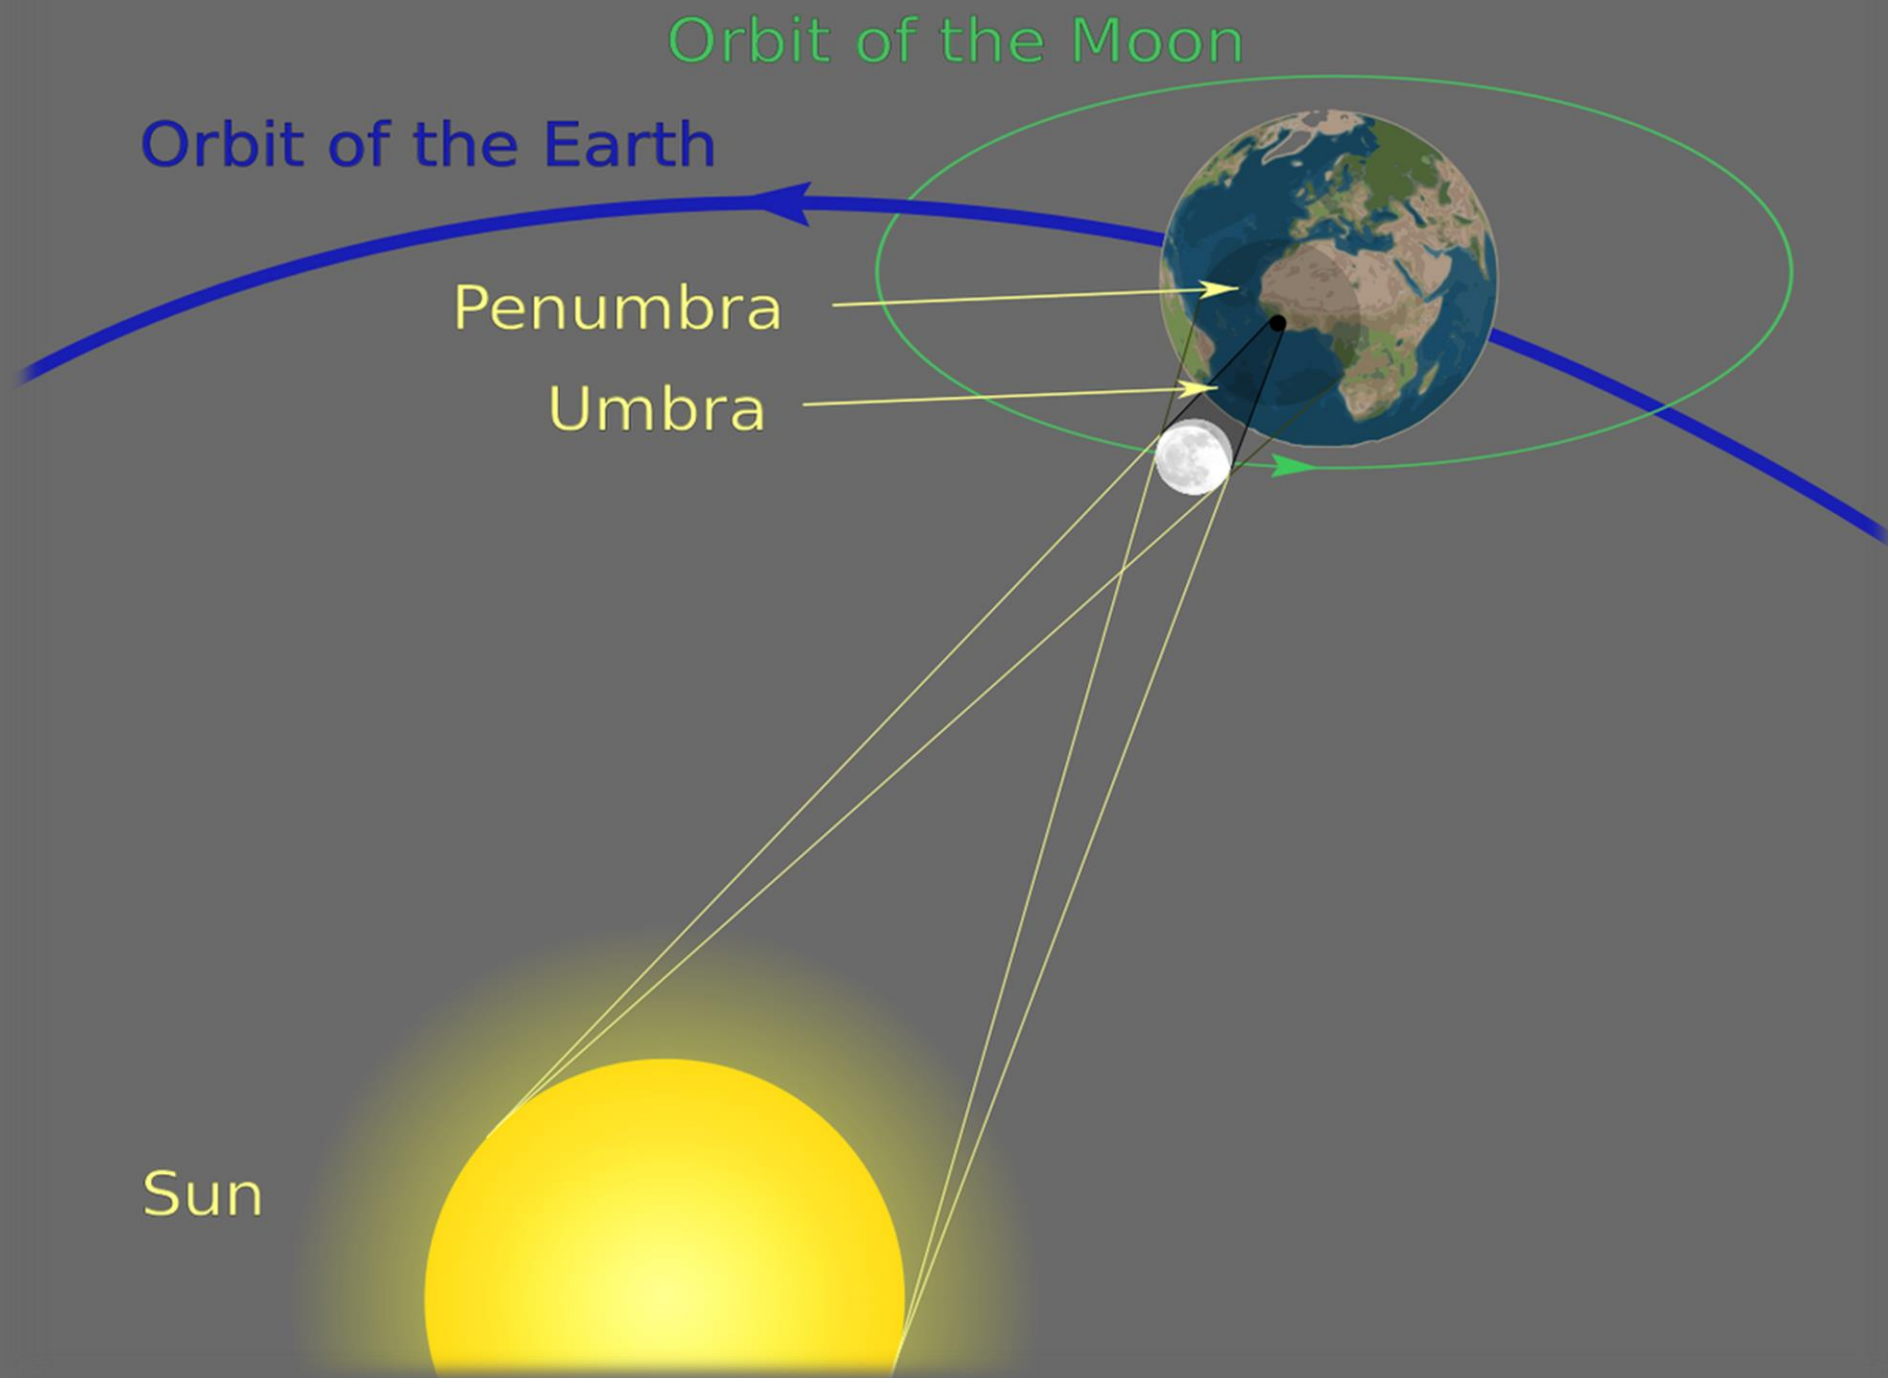 Orbit of the Moon
Orbit of the Earth
Penumbra
Umbra
Sun